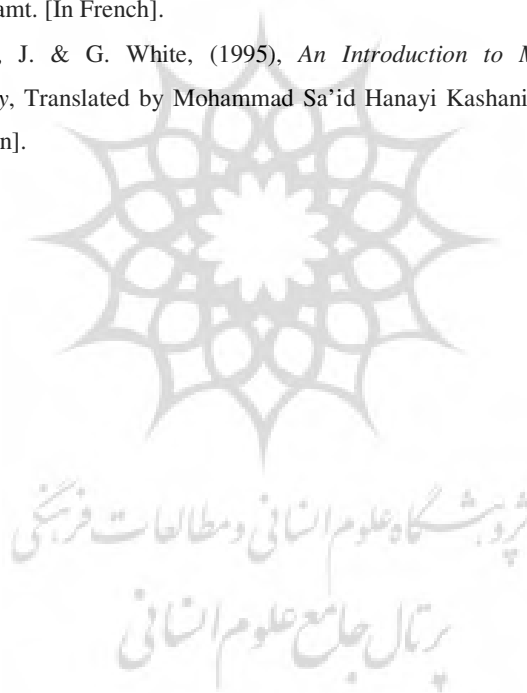 amt. [In French].
, J. & G. White, (1995), An Introduction to M
y, Translated by Mohammad Sa'id Hanayi Kashani
n].
پژوهشگاه علوم انسانی و مطالعات فرهنگی
پرتال جامع علوم انسانی